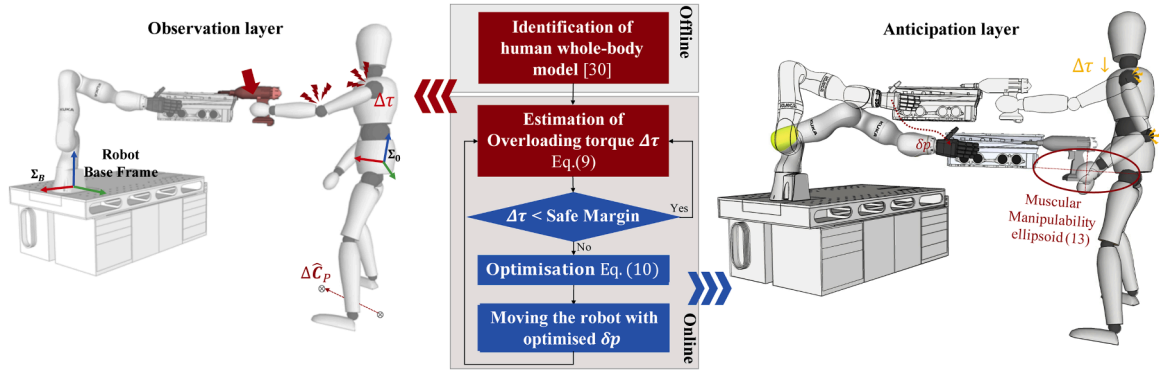 Observation layer
Δτ
Robot
Base Frame
Σ_B
Σ_0
ΔĈ_P
Offline
Identification of
human whole-body
model [30]
Estimation of
Overloading torque Δτ
Eq.(9)
Δτ < Safe Margin
Yes
No
Optimisation Eq. (10)
Moving the robot with
optimised δp
Online
Anticipation layer
Δτ ↓
KUKA
δp
Muscular
Manipulability
ellipsoid (13)